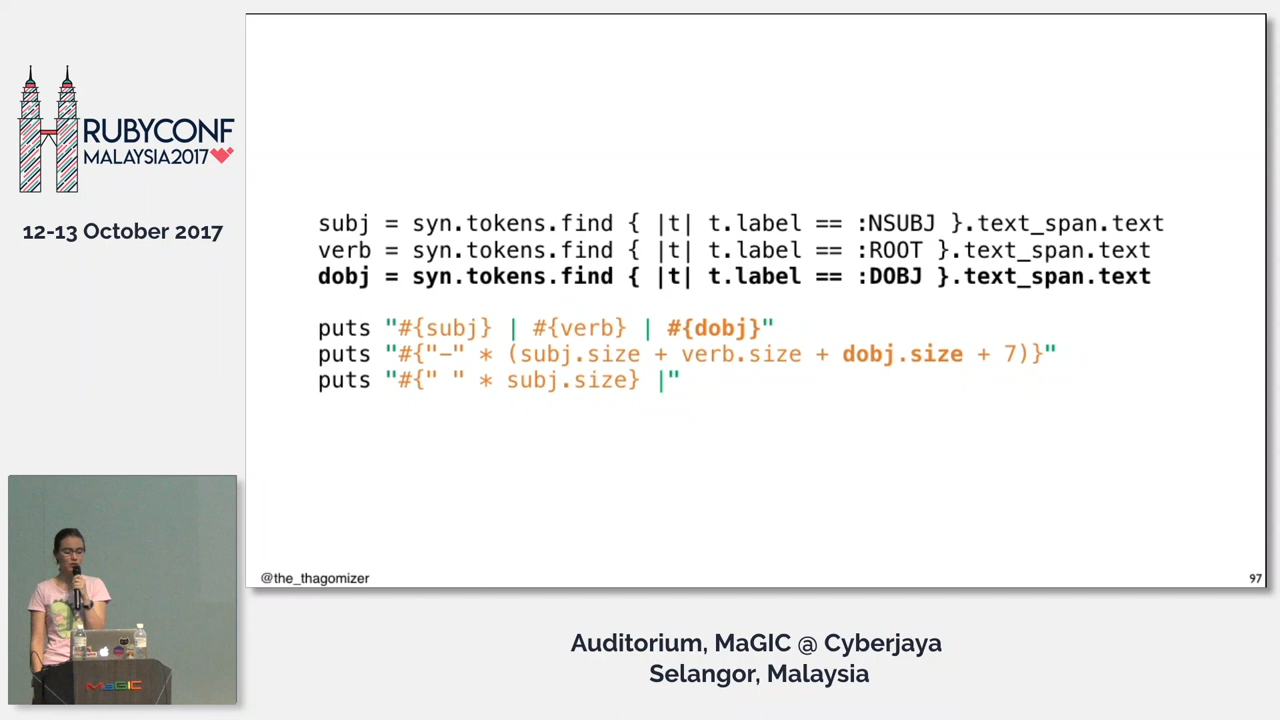 RUBYCONF
MALAYSIA2017
12-13 October 2017
subj = syn.tokens.find { |t| t.label == :NSUBJ }.text_span.text
verb = syn.tokens.find { |t| t.label == :ROOT }.text_span.text
dobj = syn.tokens.find { |t| t.label == :DOBJ }.text_span.text
puts "#{subj} | #{verb} | #{dobj}"
puts "#{"-" * (subj.size + verb.size + dobj.size + 7)}"
puts "#{" " * subj.size} |"
@the_thagomizer
97
MaGIC
Auditorium, MaGIC @ Cyberjaya
Selangor, Malaysia